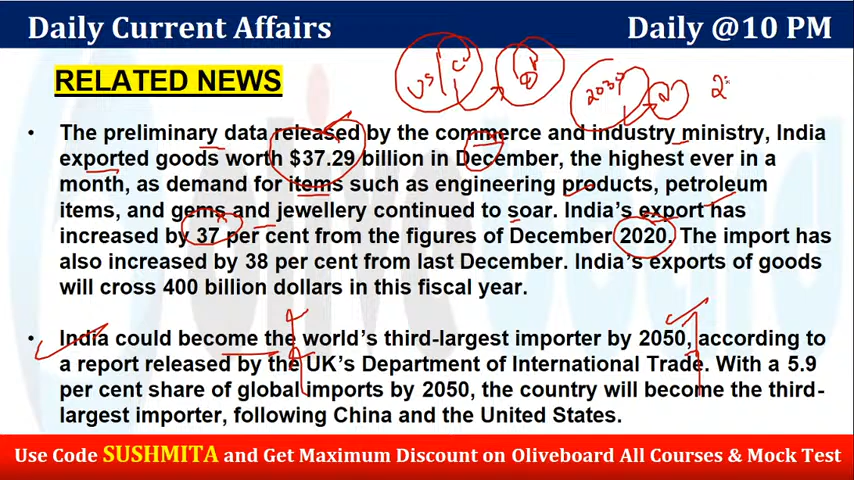 Daily Current Affairs
Daily @10 PM
RELATED NEWS
• The preliminary data released by the commerce and industry ministry, India
exported goods worth $37.29 billion in December, the highest ever in a
month, as demand for items such as engineering products, petroleum
items, and gems and jewellery continued to soar. India's export has
increased by 37 per cent from the figures of December 2020. The import has
also increased by 38 per cent from last December. India's exports of goods
will cross 400 billion dollars in this fiscal year.
• India could become the world's third-largest importer by 2050, according to
a report released by the UK's Department of International Trade. With a 5.9
per cent share of global imports by 2050, the country will become the third-
largest importer, following China and the United States.
Use Code SUSHMITA and Get Maximum Discount on Oliveboard All Courses & Mock Test